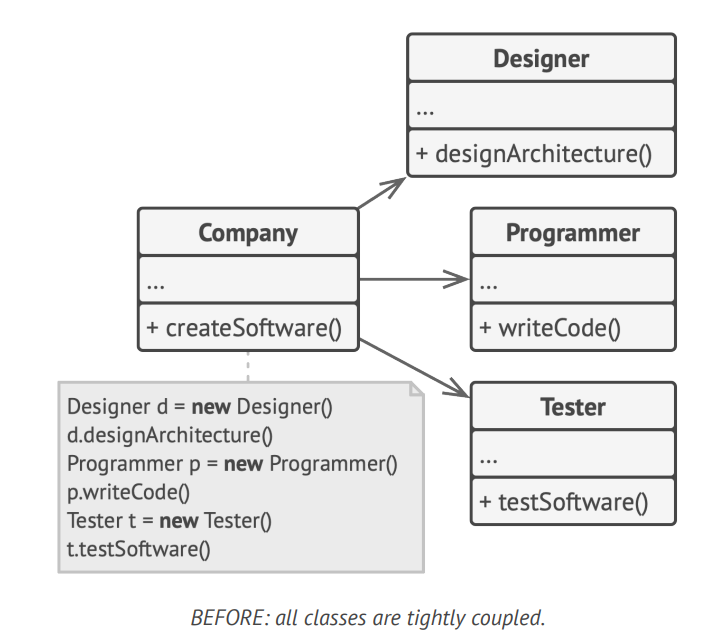 Designer
...
+ designArchitecture()
Company
...
+ createSoftware()
Programmer
...
+ writeCode()
Tester
...
+ testSoftware()
Designer d = new Designer()
d.designArchitecture()
Programmer p = new Programmer()
p.writeCode()
Tester t = new Tester()
t.testSoftware()
BEFORE: all classes are tightly coupled.